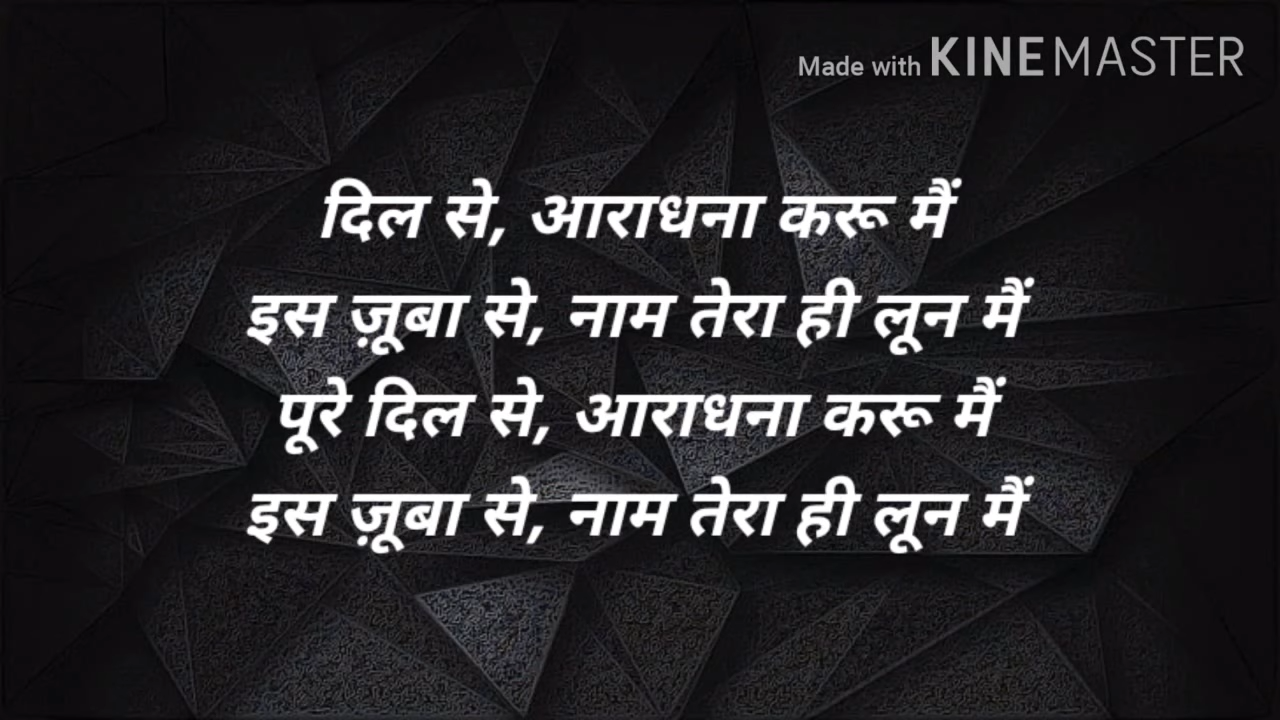 Made with KINEMASTER
दिल से, आराधना करू मैं
इस ज़ूबा से, नाम तेरा ही लून मैं
पूरे दिल से, आराधना करू मैं
इस ज़ूबा से, नाम तेरा ही लून मैं